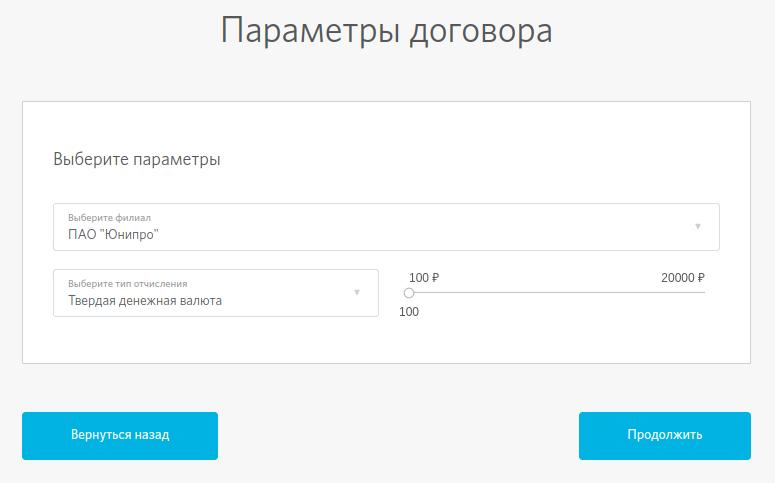 Параметры договора
Выберите параметры
Выберите филиал
ПАО "Юнипро"
Выберите тип отчисления
Твердая денежная валюта
100 ₽ 20000 ₽
100
Вернуться назад
Продолжить